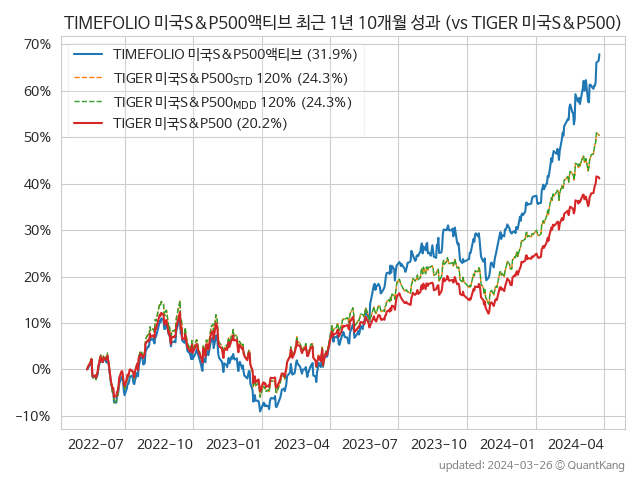 TIMEFOLIO 미국S&P500액티브 최근 1년 10개월 성과 (vs TIGER 미국S&P500)
70%
60%
50%
40%
30%
20%
10%
0%
−10%
TIMEFOLIO 미국S&P500액티브 (31.9%)
TIGER 미국S&P500STD 120% (24.3%)
TIGER 미국S&P500MDD 120% (24.3%)
TIGER 미국S&P500 (20.2%)
2022-07 2022-10 2023-01 2023-04 2023-07 2023-10 2024-01 2024-04
updated: 2024-03-26 © QuantKang